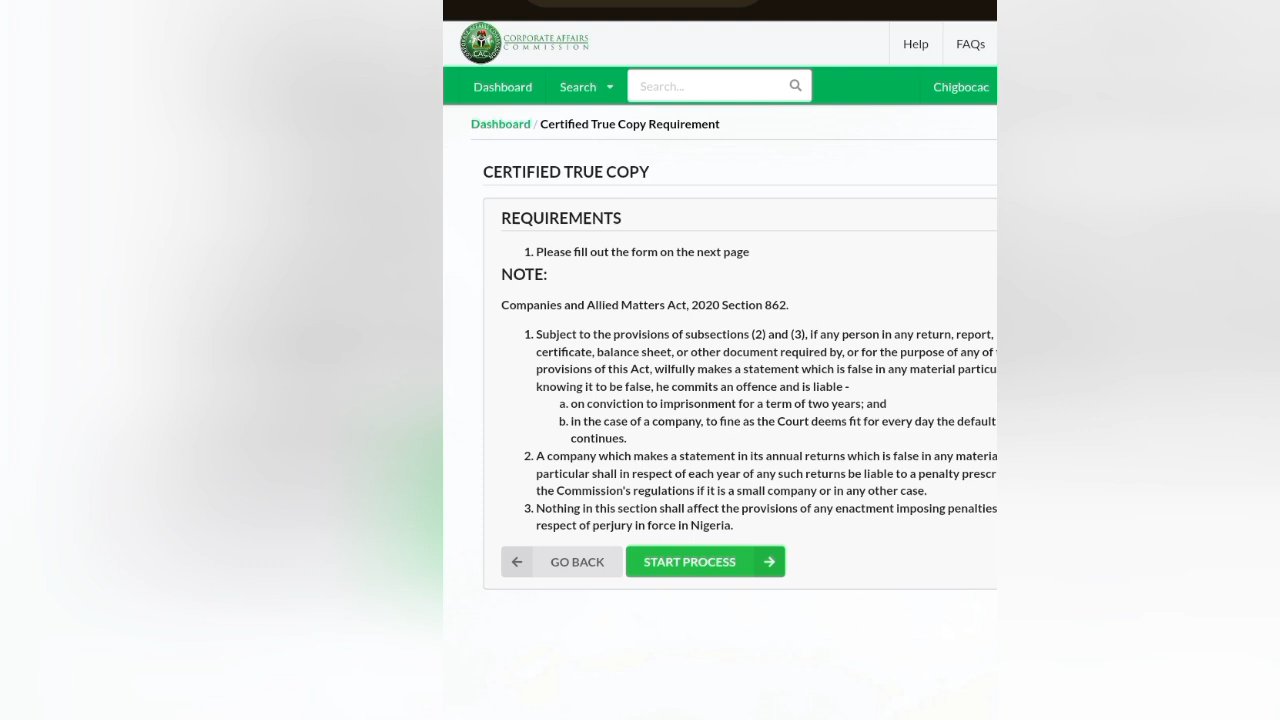 CORPORATE AFFAIRS
COMMISSION
Help
FAQs
Dashboard
Search
Search...
Chigbocac
Dashboard / Certified True Copy Requirement
CERTIFIED TRUE COPY
REQUIREMENTS
1. Please fill out the form on the next page
NOTE:
Companies and Allied Matters Act, 2020 Section 862.
1. Subject to the provisions of subsections (2) and (3), if any person in any return, report,
certificate, balance sheet, or other document required by, or for the purpose of any of
provisions of this Act, wilfully makes a statement which is false in any material particu
knowing it to be false, he commits an offence and is liable -
a. on conviction to imprisonment for a term of two years; and
b. in the case of a company, to fine as the Court deems fit for every day the default
continues.
2. A company which makes a statement in its annual returns which is false in any materia
particular shall in respect of each year of any such returns be liable to a penalty prescr
the Commission's regulations if it is a small company or in any other case.
3. Nothing in this section shall affect the provisions of any enactment imposing penalties
respect of perjury in force in Nigeria.
GO BACK
START PROCESS